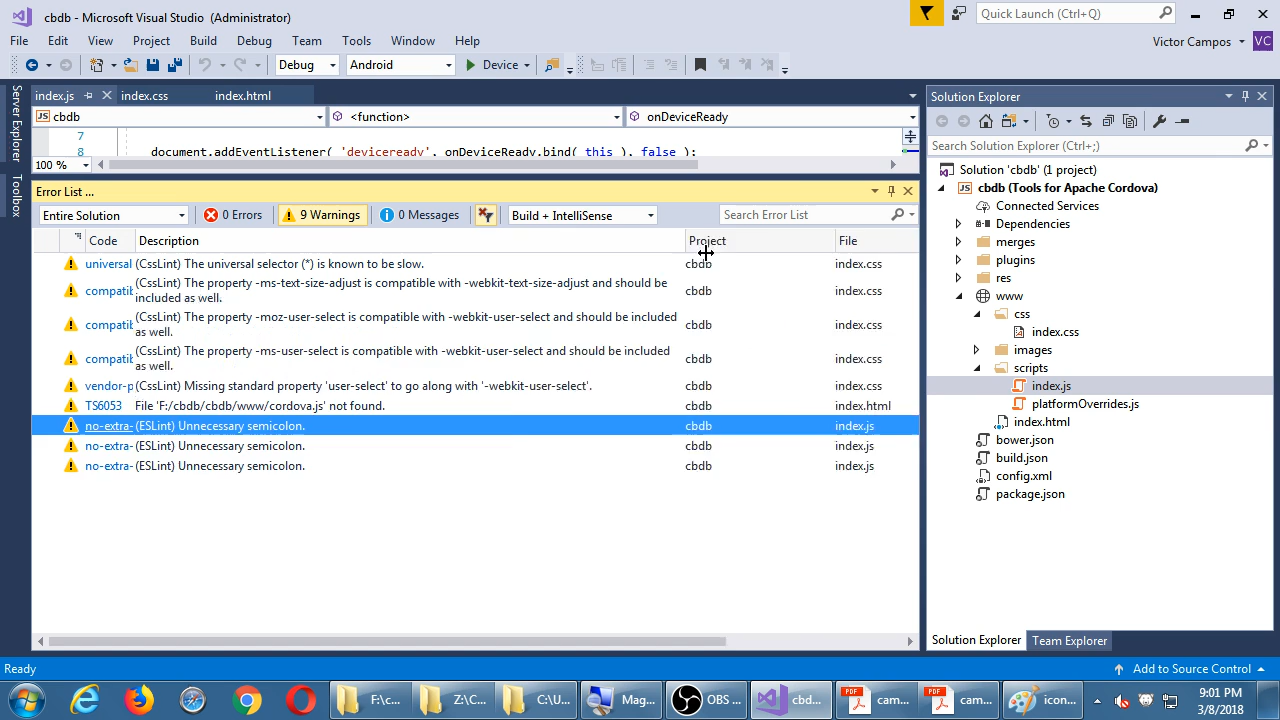 cbdb - Microsoft Visual Studio (Administrator)
Quick Launch (Ctrl+Q)
File Edit View Project Build Debug Team Tools Window Help
Victor Campos VC
Debug Android Device
Server Explorer
Toolbox
index.js index.css index.html
cbdb <function> onDeviceReady
7
8 document.addEventListener( 'deviceready', onDeviceReady.bind( this ), false );
100 %
Error List ...
Entire Solution 0 Errors 9 Warnings 0 Messages Build + IntelliSense Search Error List
Code Description Project File
universal (CssLint) The universal selector (*) is known to be slow. cbdb index.css
compatib (CssLint) The property -ms-text-size-adjust is compatible with -webkit-text-size-adjust and should be
included as well. cbdb index.css
compatib (CssLint) The property -moz-user-select is compatible with -webkit-user-select and should be included
as well. cbdb index.css
compatib (CssLint) The property -ms-user-select is compatible with -webkit-user-select and should be included
as well. cbdb index.css
vendor-p (CssLint) Missing standard property 'user-select' to go along with '-webkit-user-select'. cbdb index.css
TS6053 File 'F:/cbdb/cbdb/www/cordova.js' not found. cbdb index.html
no-extra- (ESLint) Unnecessary semicolon. cbdb index.js
no-extra- (ESLint) Unnecessary semicolon. cbdb index.js
no-extra- (ESLint) Unnecessary semicolon. cbdb index.js
Solution Explorer
Search Solution Explorer (Ctrl+;)
Solution 'cbdb' (1 project)
JS cbdb (Tools for Apache Cordova)
Connected Services
Dependencies
merges
plugins
res
www
css
index.css
images
scripts
index.js
platformOverrides.js
index.html
bower.json
build.json
config.xml
package.json
Solution Explorer Team Explorer
Ready Add to Source Control
F:\c... Z:\C... C:\U... Mag... OBS ... cbd... cam... cam... icon...
9:01 PM
3/8/2018